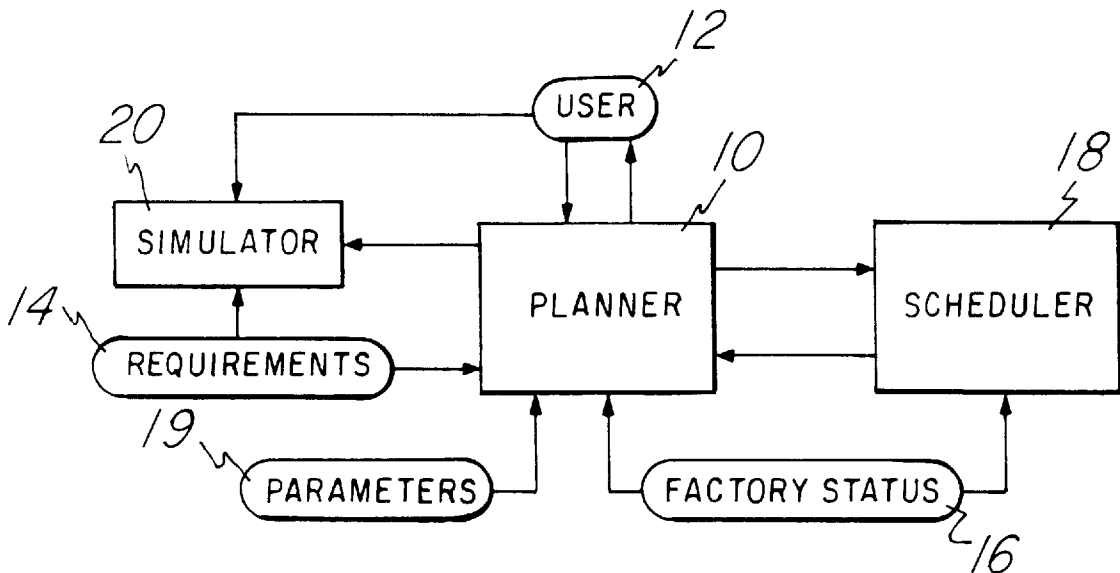 12
USER
20
10
18
SIMULATOR
PLANNER
SCHEDULER
14
REQUIREMENTS
19
PARAMETERS
FACTORY STATUS
16